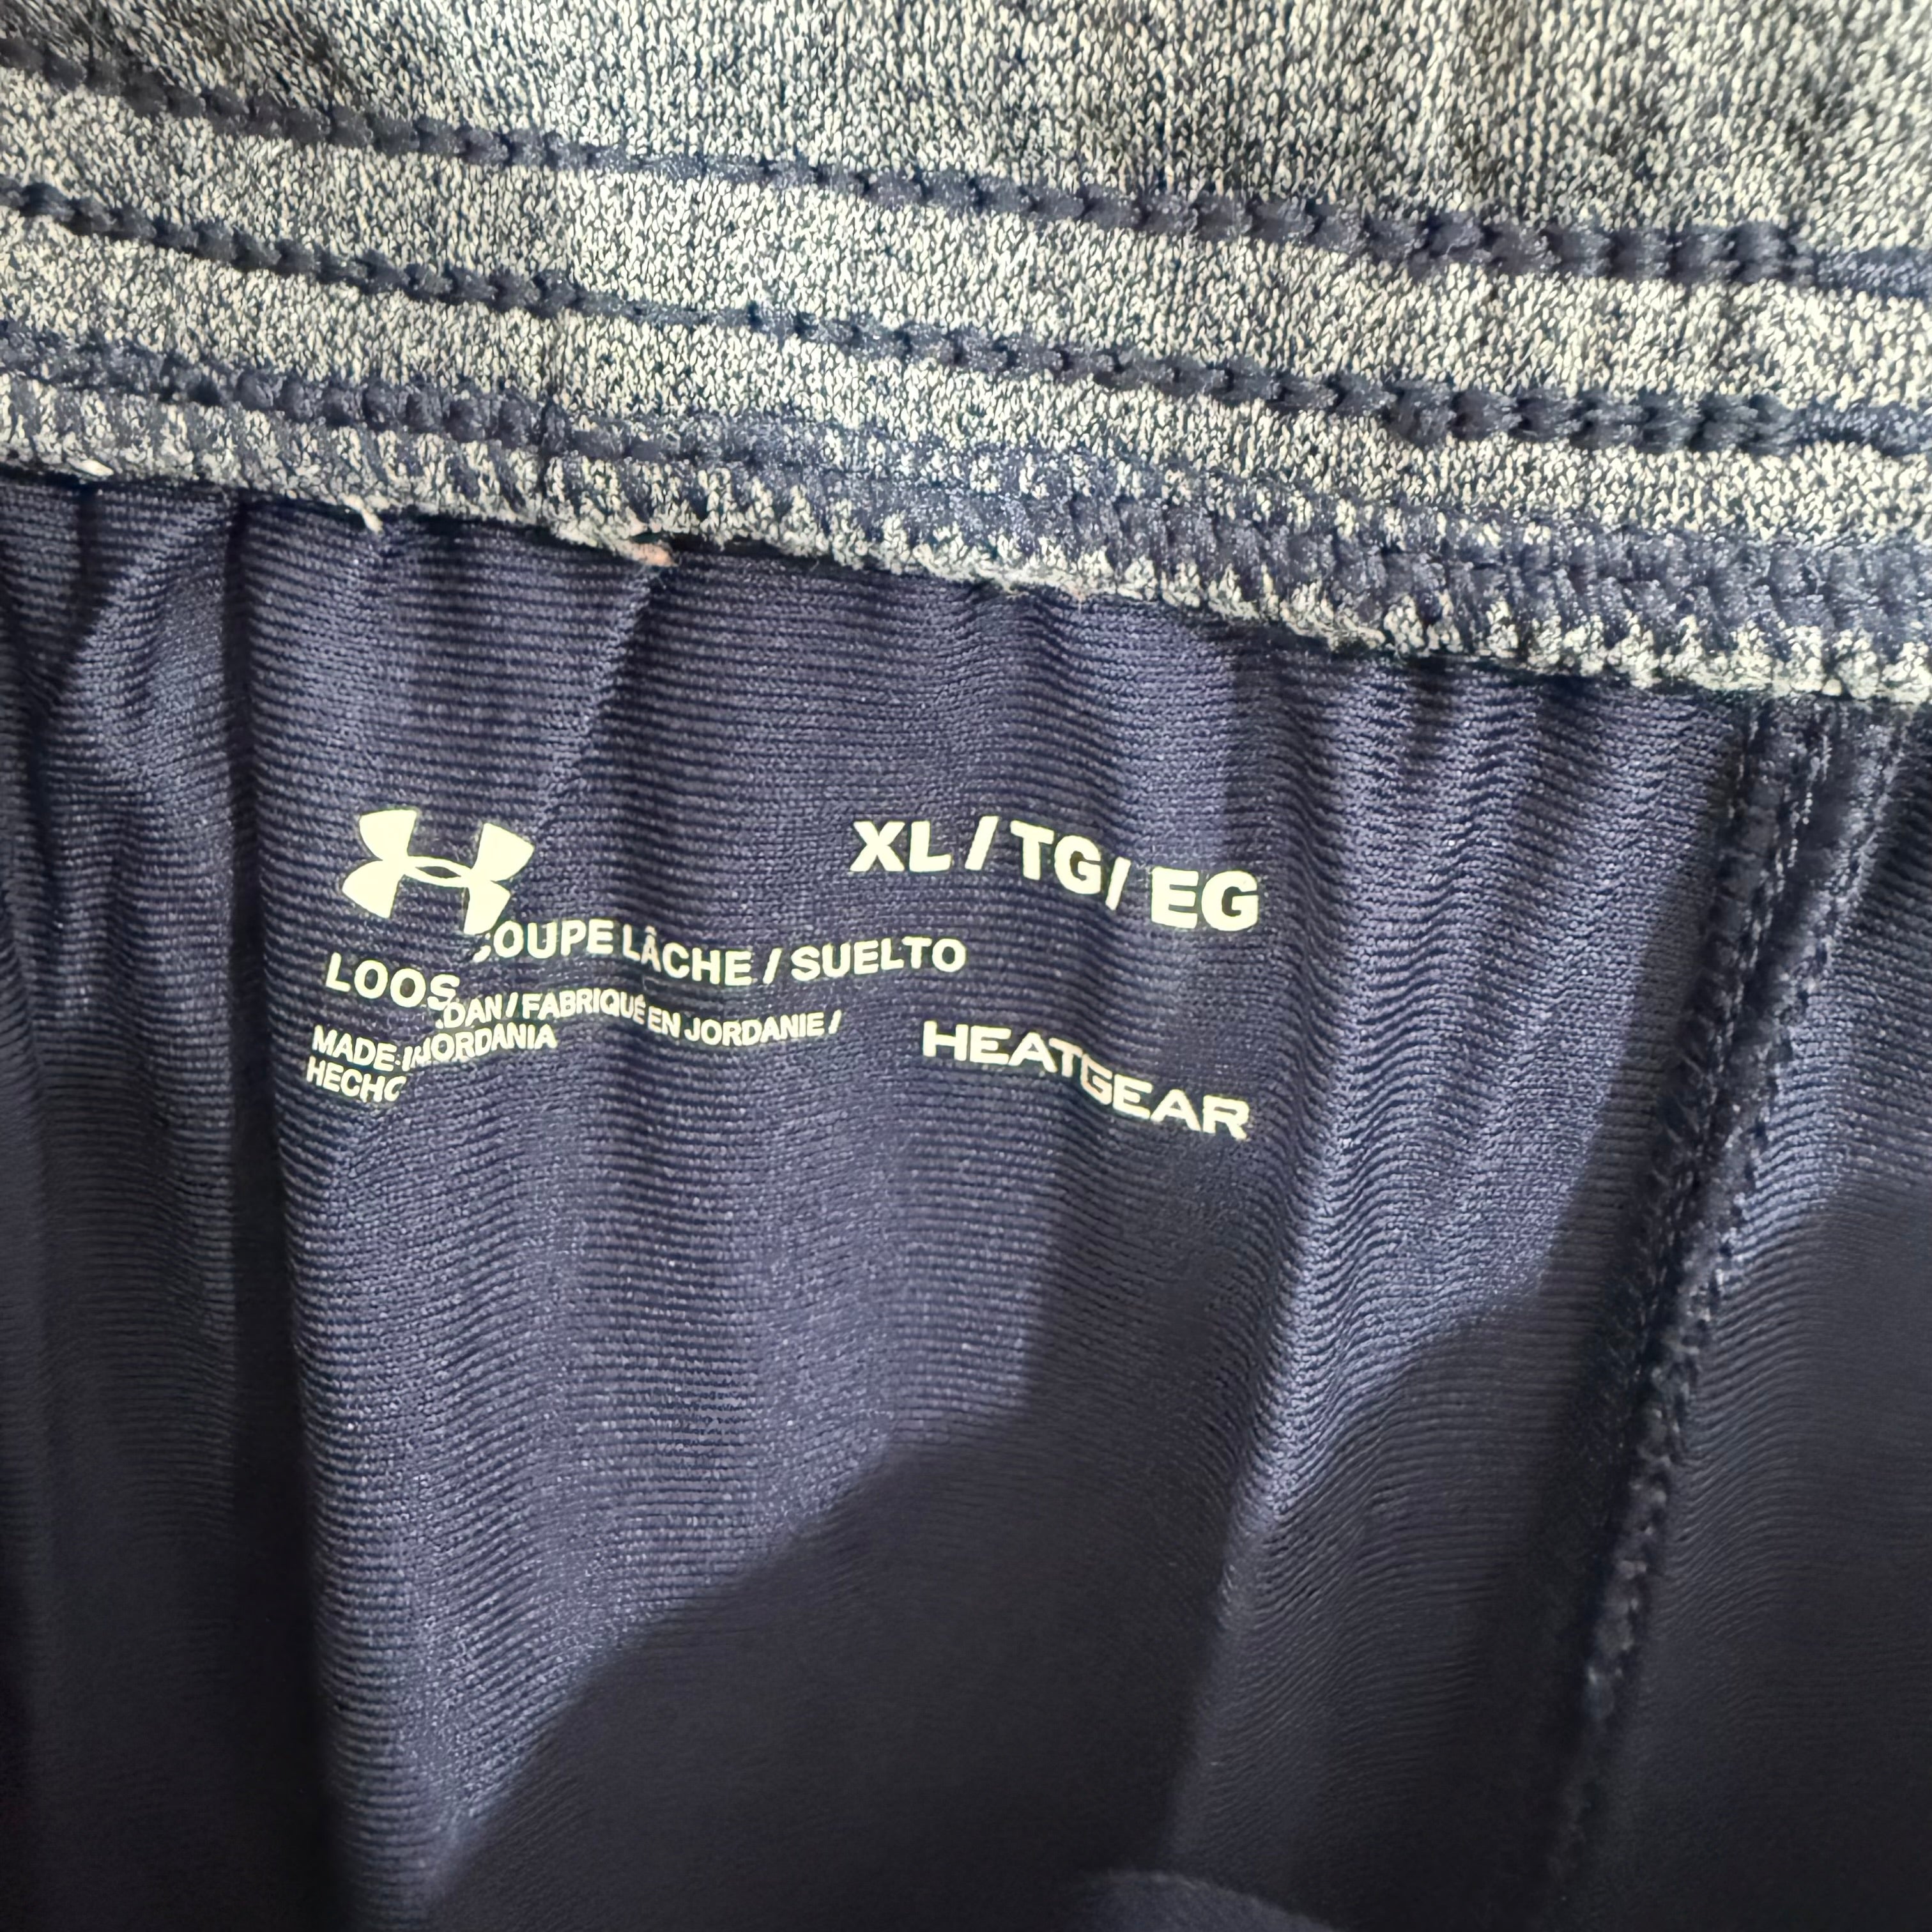 XL / TG / EG
LOOS COUPE LÂCHE / SUELTO
MADE DAN / FABRIQUÉ EN JORDANIE /
HECHO JORDANIA
HEATGEAR